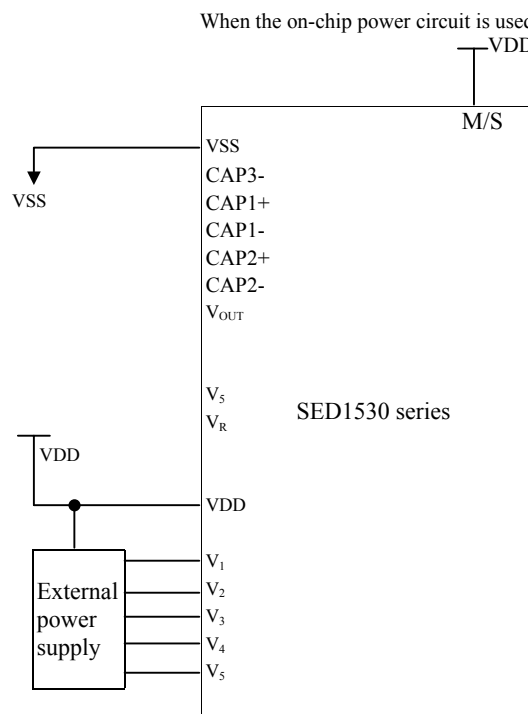 When the on-chip power circuit is used
VDD
M/S
VSS
VSS
CAP3-
CAP1+
CAP1-
CAP2+
CAP2-
VOUT
V5
VR
SED1530 series
VDD
VDD
V1
V2
V3
V4
V5
External
power
supply